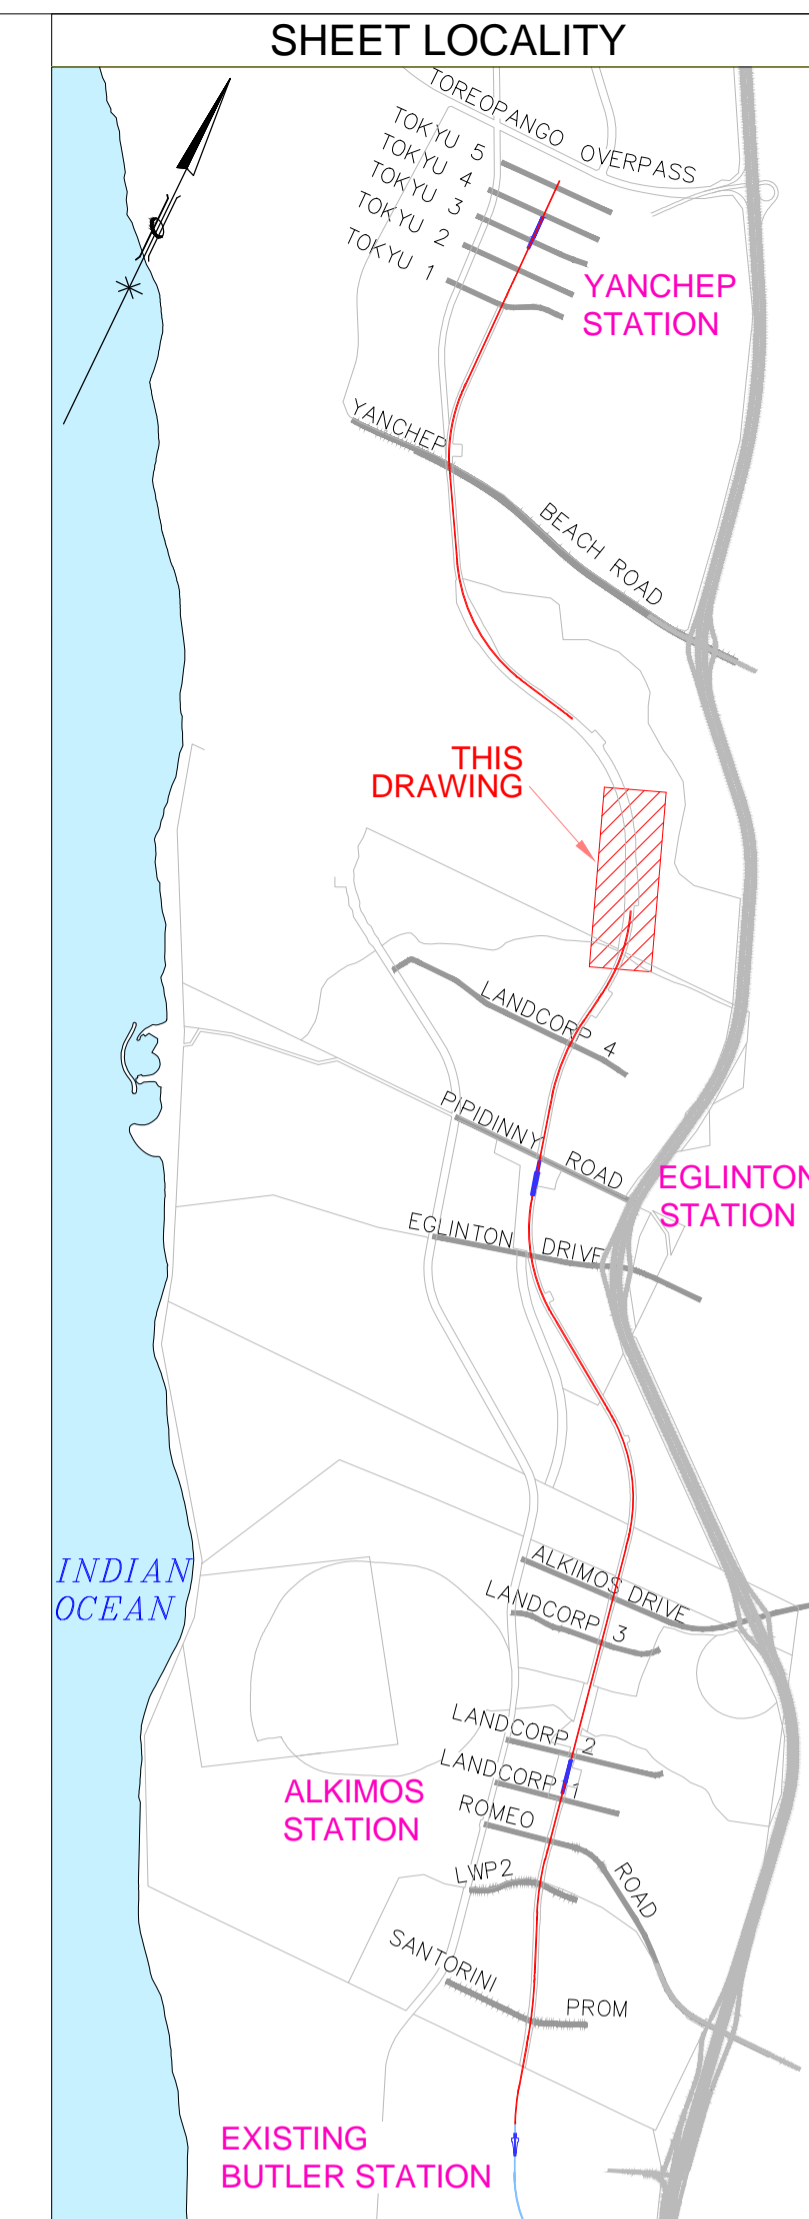 SHEET LOCALITY
TOREOPANGO OVERPASS
TOKYU 5
TOKYU 4
TOKYU 3
TOKYU 2
TOKYU 1
YANCHEP
STATION
YANCHEP BEACH ROAD
THIS
DRAWING
LANDCORP 4
PIPIDINNY ROAD
EGLINTON
STATION
EGLINTON DRIVE
INDIAN
OCEAN
ALKIMOS DRIVE
LANDCORP 3
LANDCORP 2
LANDCORP 1
ALKIMOS
STATION
ROMEO ROAD
LWP2
SANTORINI PROM
EXISTING
BUTLER STATION